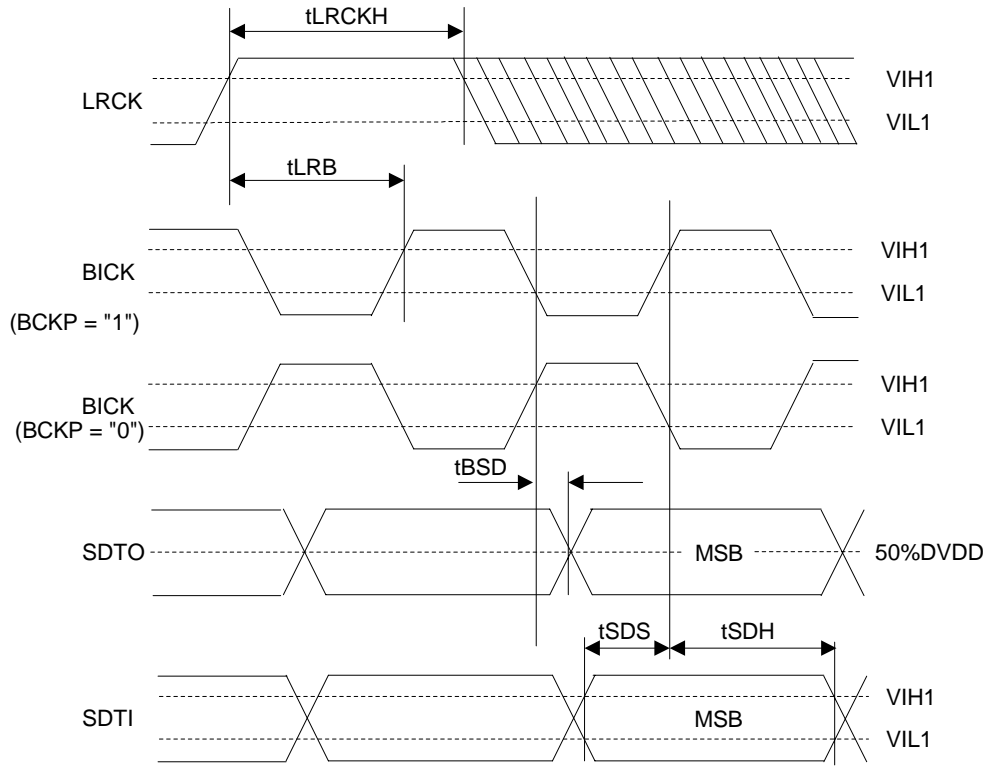 tLRCKH
LRCK
VIH1
VIL1
tLRB
BICK
(BCKP = "1")
VIH1
VIL1
BICK
(BCKP = "0")
VIH1
VIL1
tBSD
SDTO
MSB
50%DVDD
tSDS
tSDH
SDTI
MSB
VIH1
VIL1